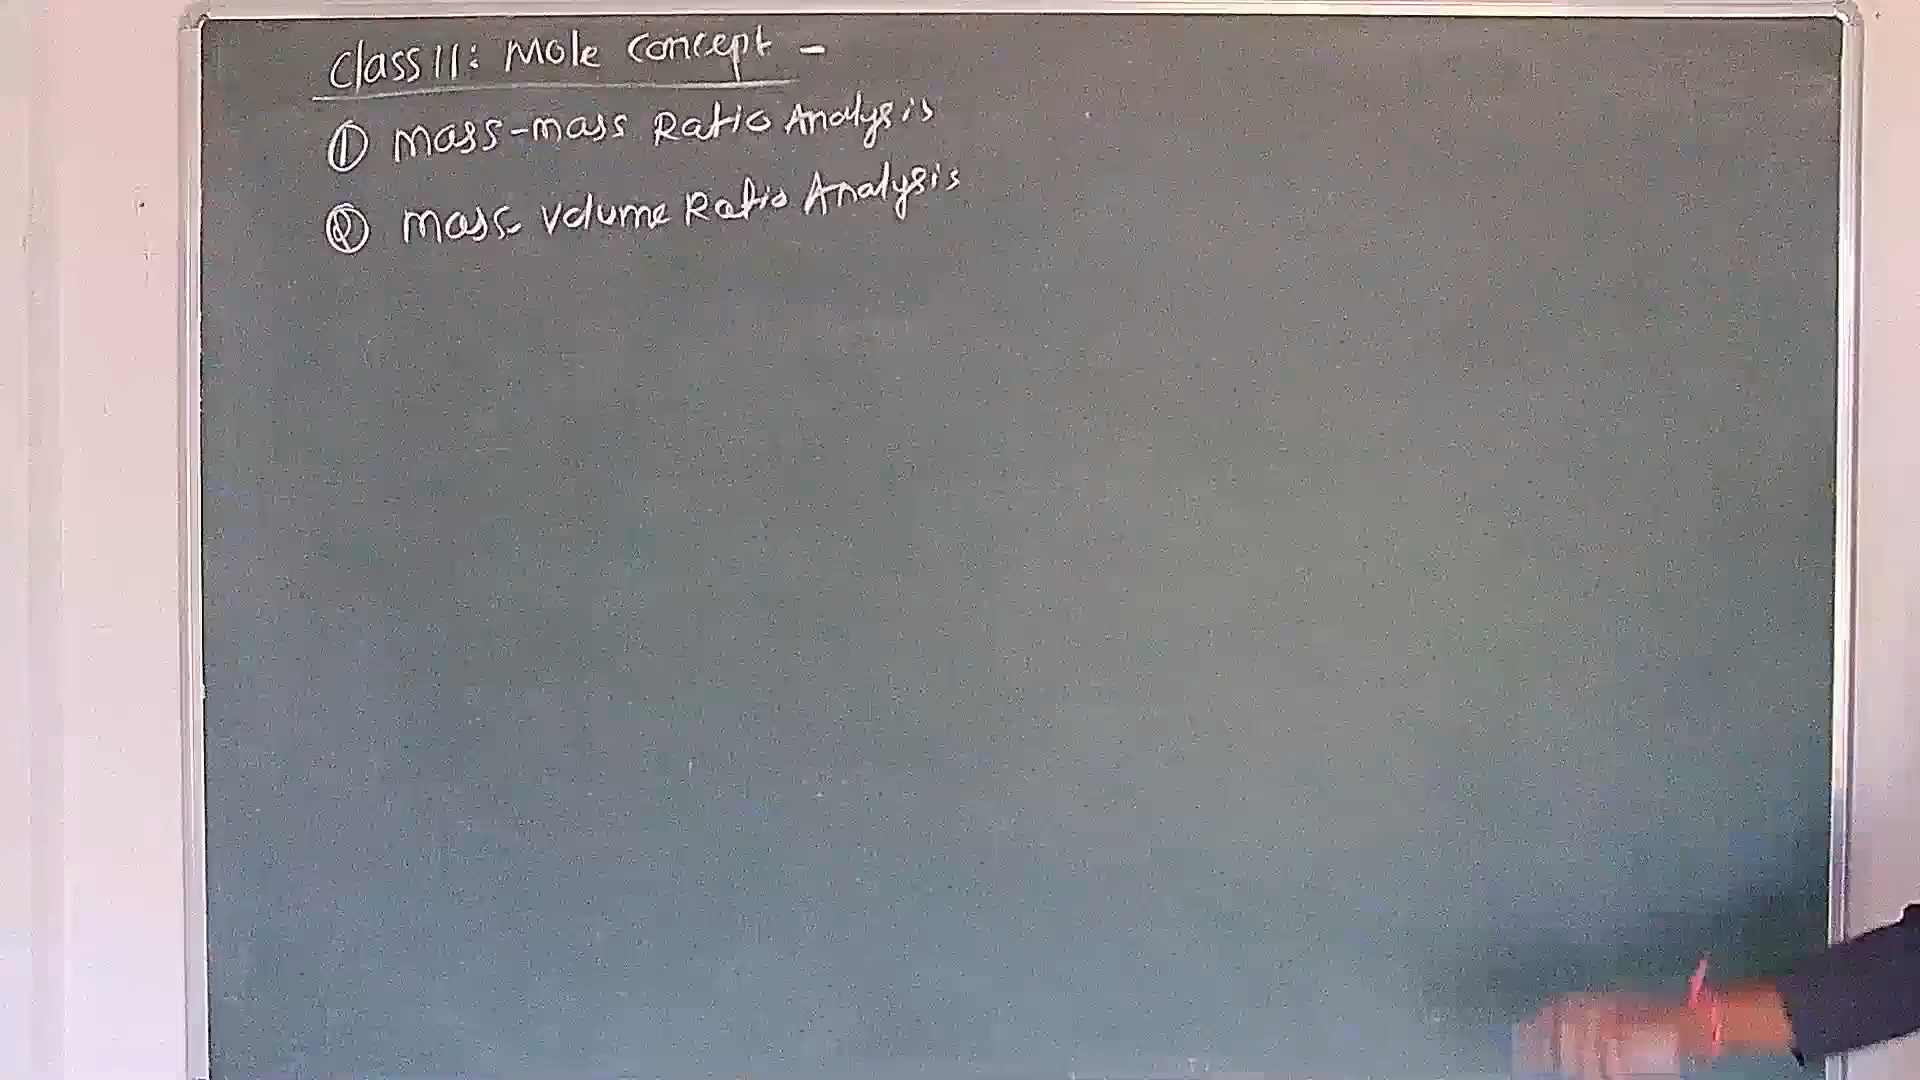 Class 11: Mole Concept -
① Mass-mass Ratio Analysis
② Mass-Volume Ratio Analysis